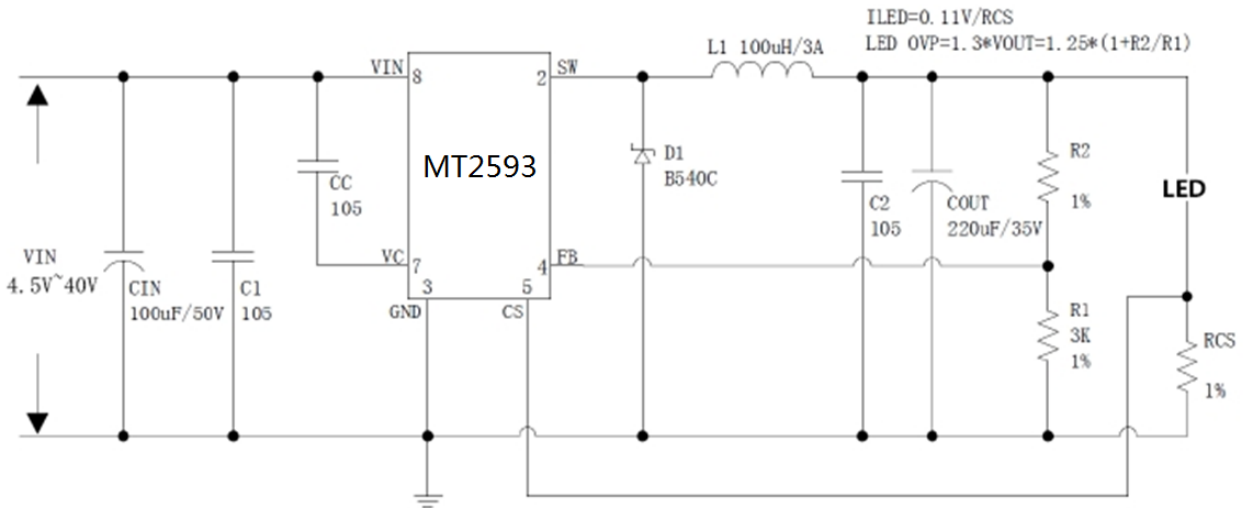 ILED=0.11V/RCS
LED OVP=1.3*VOUT=1.25*(1+R2/R1)
L1 100uH/3A
VIN
8
2
SW
MT2593
CC
105
D1
B540C
R2
1%
LED
C2
105
COUT
220uF/35V
VIN
4.5V~40V
CIN
100uF/50V
C1
105
VC
7
4
FB
3
5
GND
CS
R1
3K
1%
RCS
1%